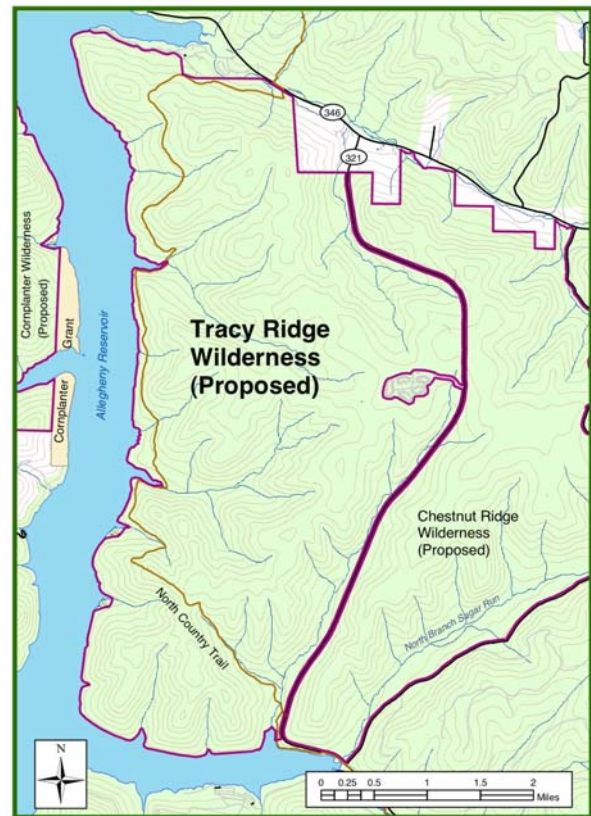 346
321
Cornplanter Wilderness
(Proposed)
Grant
Cornplanter
Allegheny Reservoir
Tracy Ridge
Wilderness
(Proposed)
Chestnut Ridge
Wilderness
(Proposed)
North Branch Sugar Run
North Country Trail
N
0 0.25 0.5 1 1.5 2
Miles